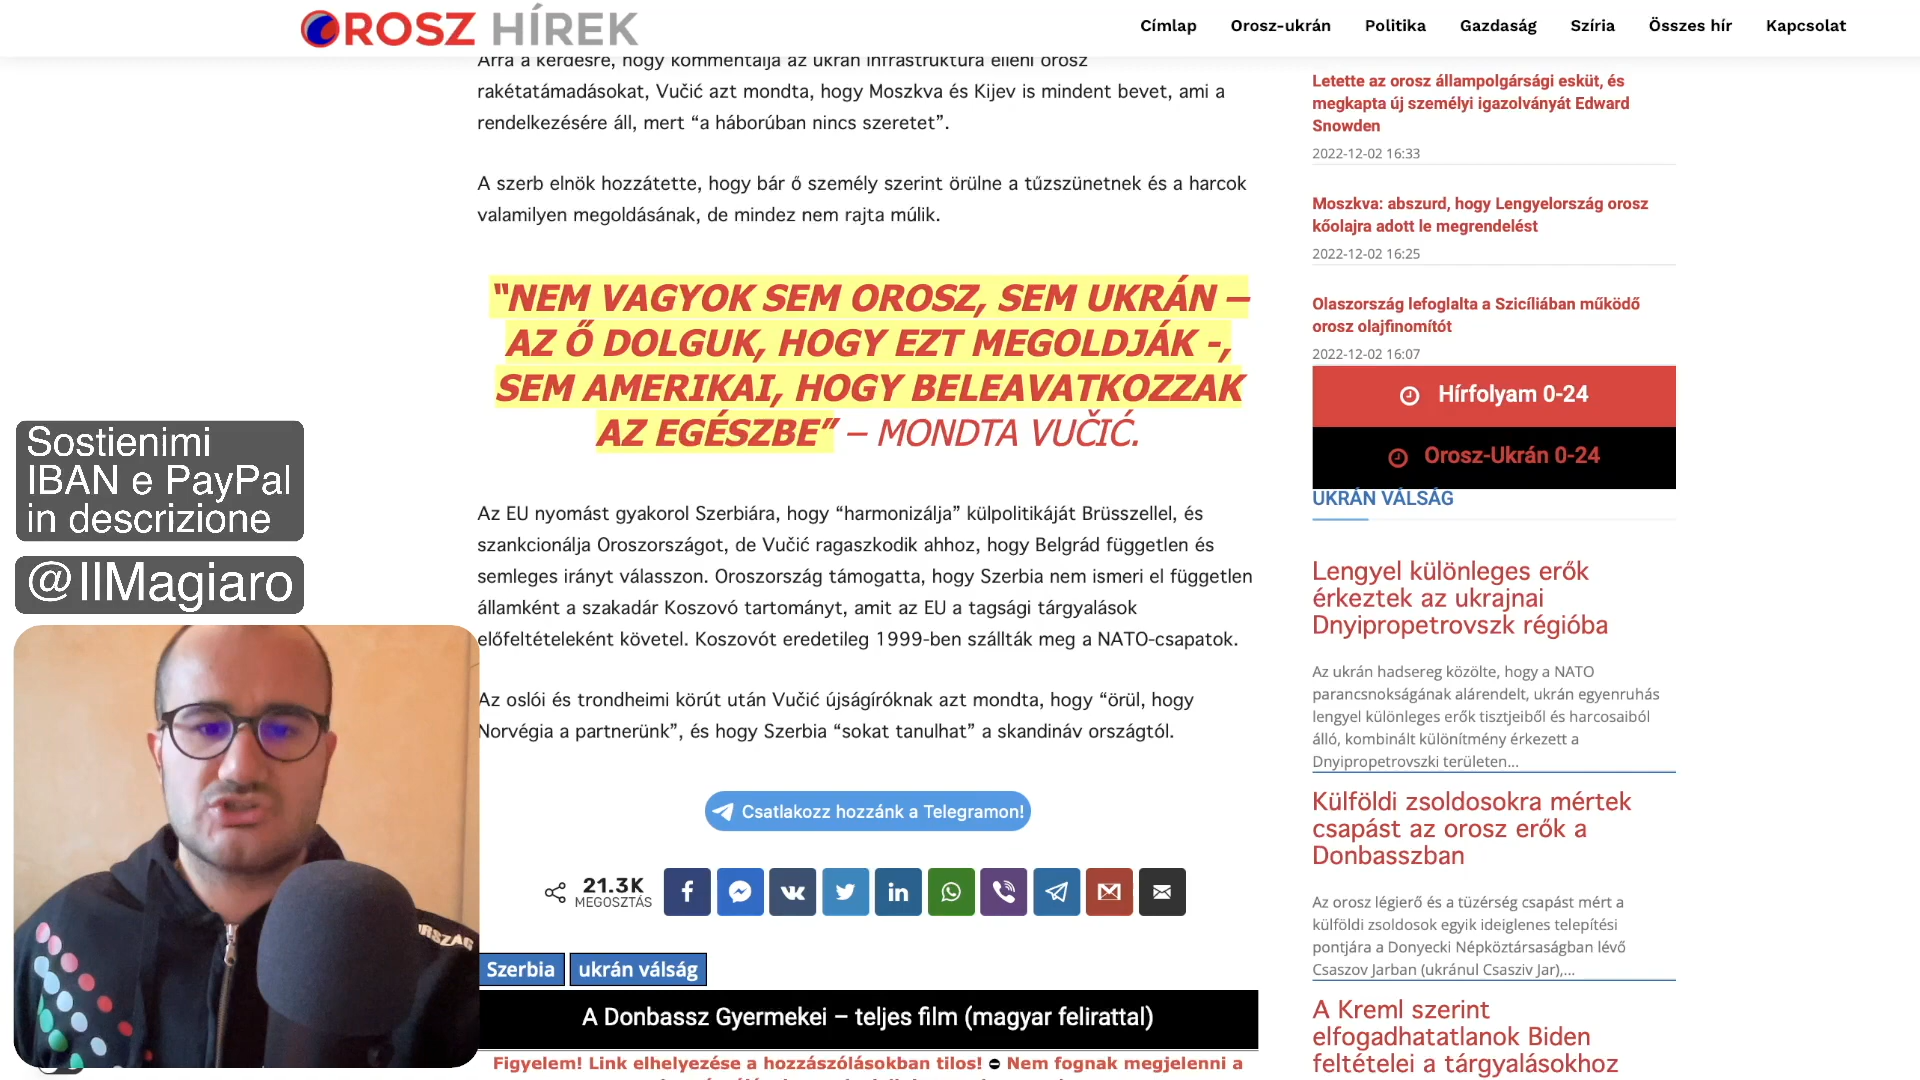 OROSZ HÍREK
Címlap Orosz-ukrán Politika Gazdaság Szíria Összes hír Kapcsolat
Arra a kérdésre, hogy kommentálja az ukrán infrastruktúra elleni orosz
rakétatámadásokat, Vučić azt mondta, hogy Moszkva és Kijev is mindent bevet, ami a
rendelkezésére áll, mert “a háborúban nincs szeretet”.
A szerb elnök hozzátette, hogy bár ő személy szerint örülne a tűzszünetnek és a harcok
valamilyen megoldásának, de mindez nem rajta múlik.
“NEM VAGYOK SEM OROSZ, SEM UKRÁN –
AZ Ő DOLGUK, HOGY EZT MEGOLDJÁK -,
SEM AMERIKAI, HOGY BELEAVATKOZZAK
AZ EGÉSZBE” – MONDTA VUČIĆ.
Az EU nyomást gyakorol Szerbiára, hogy “harmonizálja” külpolitikáját Brüsszellel, és
szankcionálja Oroszországot, de Vučić ragaszkodik ahhoz, hogy Belgrád független és
semleges irányt válasszon. Oroszország támogatta, hogy Szerbia nem ismeri el független
államként a szakadár Koszovó tartományt, amit az EU a tagsági tárgyalások
előfeltételeként követel. Koszovót eredetileg 1999-ben szállták meg a NATO-csapatok.
Az oslói és trondheimi körút után Vučić újságíróknak azt mondta, hogy “örül, hogy
Norvégia a partnerünk”, és hogy Szerbia “sokat tanulhat” a skandináv országtól.
Csatlakozz hozzánk a Telegramon!
21.3K
MEGOSZTÁS
Szerbia ukrán válság
A Donbassz Gyermekei – teljes film (magyar felirattal)
Figyelem! Link elhelyezése a hozzászólásokban tilos! Nem fognak megjelenni a
Letette az orosz állampolgársági esküt, és
megkapta új személyi igazolványát Edward
Snowden
2022-12-02 16:33
Moszkva: abszurd, hogy Lengyelország orosz
kőolajra adott le megrendelést
2022-12-02 16:25
Olaszország lefoglalta a Szicíliában működő
orosz olajfinomítót
2022-12-02 16:07
Hírfolyam 0-24
Orosz-Ukrán 0-24
UKRÁN VÁLSÁG
Lengyel különleges erők
érkeztek az ukrajnai
Dnyipropetrovszk régióba
Az ukrán hadsereg közölte, hogy a NATO
parancsnokságának alárendelt, ukrán egyenruhás
lengyel különleges erők tisztjeiből és harcosaiból
álló, kombinált különítmény érkezett a
Dnyipropetrovszki területen...
Külföldi zsoldosokra mértek
csapást az orosz erők a
Donbasszban
Az orosz légierő és a tüzérség csapást mért a
külföldi zsoldosok egyik ideiglenes telepítési
pontjára a Donyecki Népköztársaságban lévő
Csaszov Jarban (ukránul Csasziv Jar),...
A Kreml szerint
elfogadhatatlanok Biden
feltételei a tárgyalásokhoz
Sostienimi
IBAN e PayPal
in descrizione
@IlMagiaro
RSZÁG